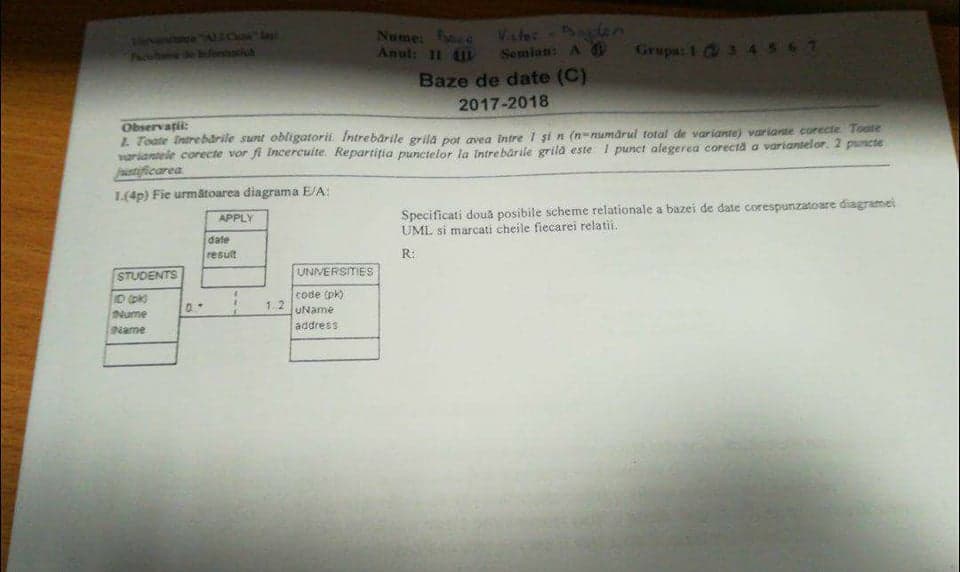 Universitatea "Al.I.Cuza" Iași
Facultatea de Informatică
Nume: Victor - Bogdan
Anul: II III Semian: A B Grupa: 1 2 3 4 5 6 7
Baze de date (C)
2017-2018
Observații:
1. Toate întrebările sunt obligatorii. Întrebările grilă pot avea între 1 și n (n=numărul total de variante) variante corecte. Toate
variantele corecte vor fi încercuite. Repartiția punctelor la întrebările grilă este: 1 punct alegerea corectă a variantelor, 2 puncte
justificarea.
1.(4p) Fie următoarea diagrama E/A:
Specificati două posibile scheme relationale a bazei de date corespunzatoare diagramei
UML si marcati cheile fiecarei relatii.
R:
APPLY
date
result
STUDENTS
ID (pk)
fNume
lName
0..*
1..2
UNIVERSITIES
code (pk)
uName
address